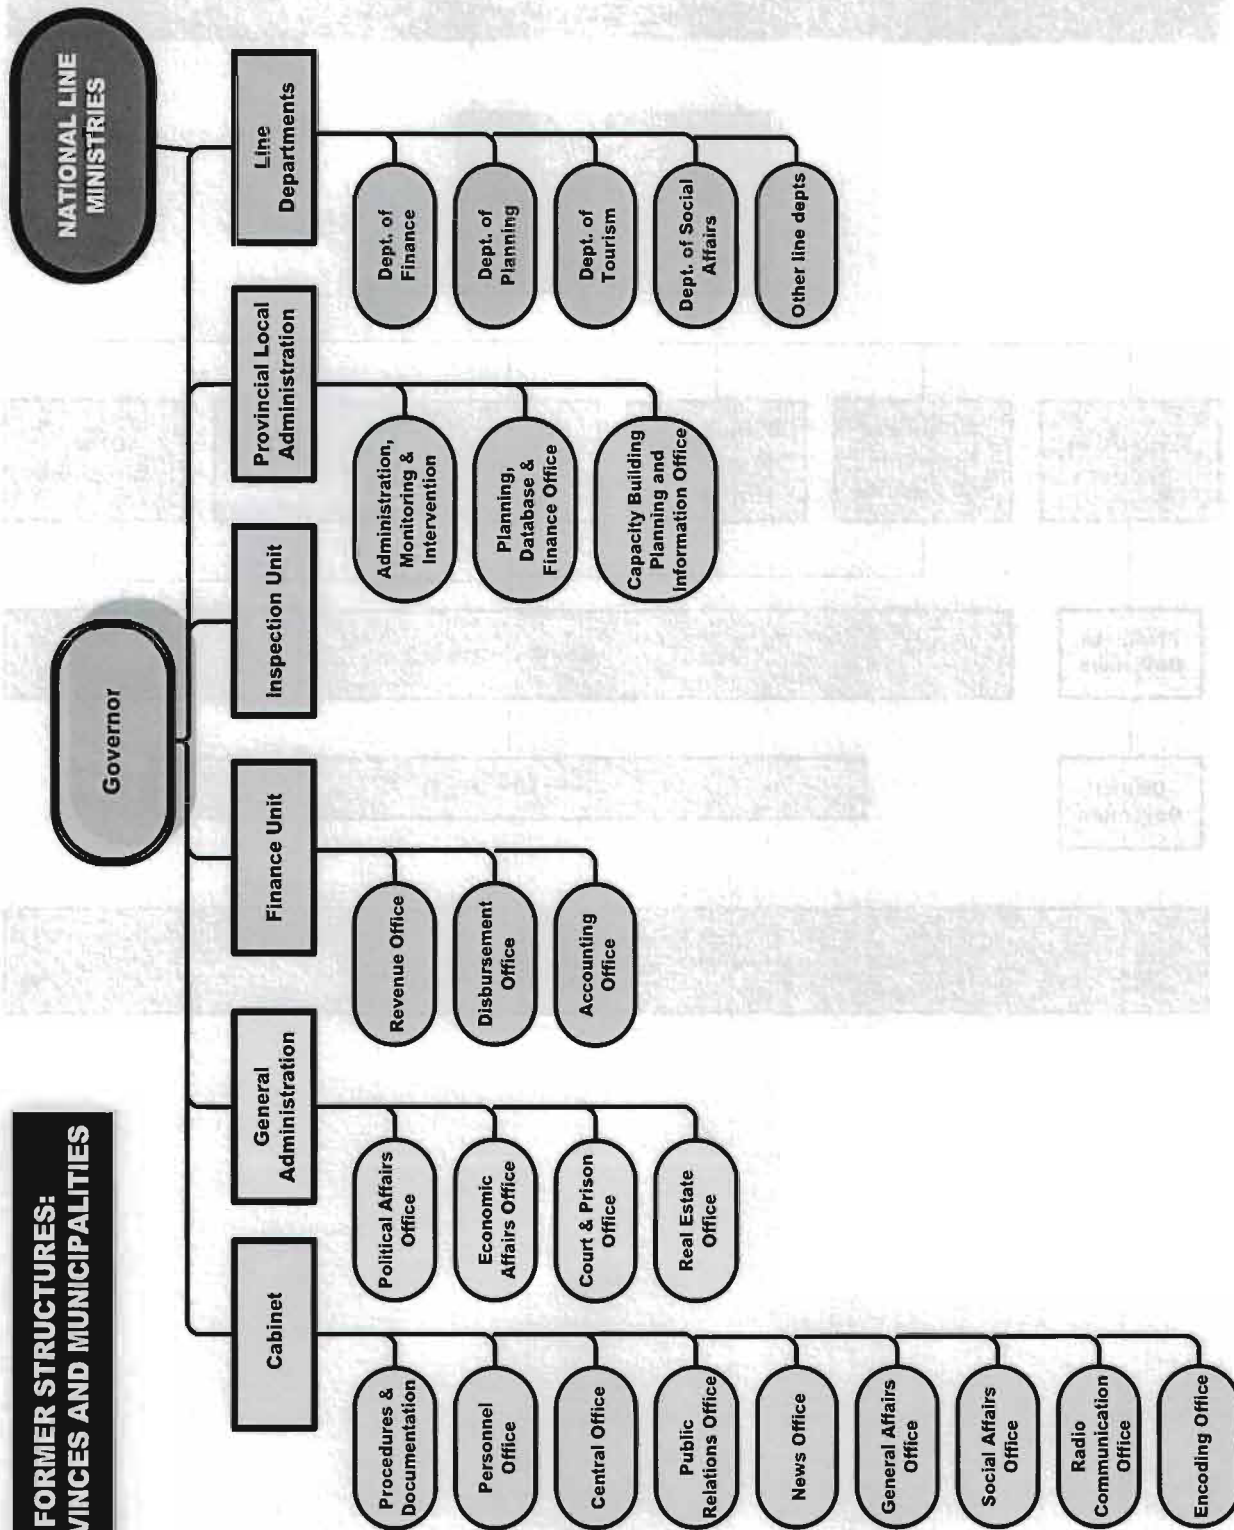 FORMER STRUCTURES:
VINCES AND MUNICIPALITIES
NATIONAL LINE
MINISTRIES
Governor
Cabinet
Procedures &
Documentation
Personnel
Office
Central Office
Public
Relations Office
News Office
General Affairs
Office
Social Affairs
Office
Radio
Communication
Office
Encoding Office
General
Administration
Political Affairs
Office
Economic
Affairs Office
Court & Prison
Office
Real Estate
Office
Finance Unit
Revenue Office
Disbursement
Office
Accounting
Office
Inspection Unit
Provincial Local
Administration
Administration,
Monitoring &
Intervention
Planning,
Database &
Finance Office
Capacity Building
Planning and
Information Office
Line
Departments
Dept. of
Finance
Dept. of
Planning
Dept. of
Tourism
Dept. of Social
Affairs
Other line depts